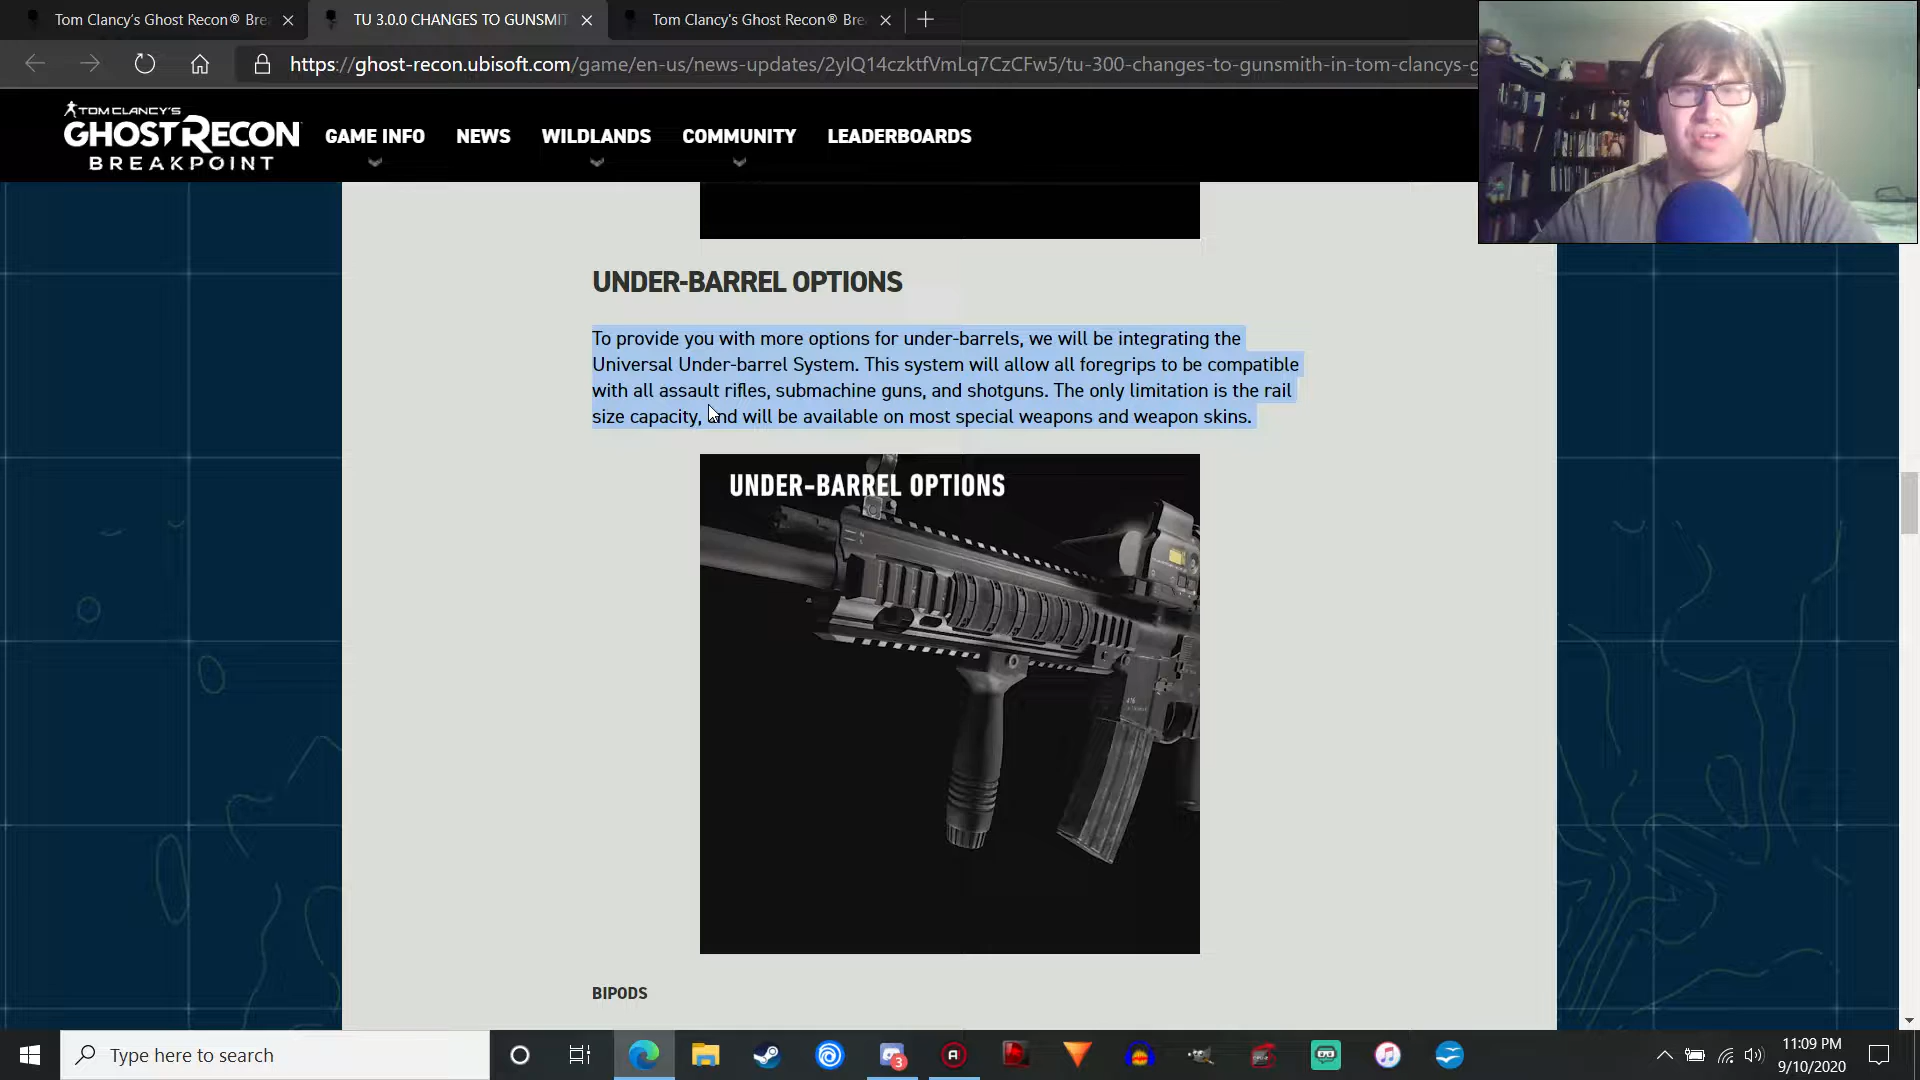 Tom Clancy's Ghost Recon® Bre
TU 3.0.0 CHANGES TO GUNSMIT
Tom Clancy's Ghost Recon® Bre
https://ghost-recon.ubisoft.com/game/en-us/news-updates/2yIQ14czktfVmLq7CzCFw5/tu-300-changes-to-gunsmith-in-tom-clancys-g
TOM CLANCY'S
GHOST RECON
BREAKPOINT
GAME INFO
NEWS
WILDLANDS
COMMUNITY
LEADERBOARDS
UNDER-BARREL OPTIONS
To provide you with more options for under-barrels, we will be integrating the
Universal Under-barrel System. This system will allow all foregrips to be compatible
with all assault rifles, submachine guns, and shotguns. The only limitation is the rail
size capacity, and will be available on most special weapons and weapon skins.
UNDER-BARREL OPTIONS
416
BIPODS
Type here to search
3
11:09 PM
9/10/2020